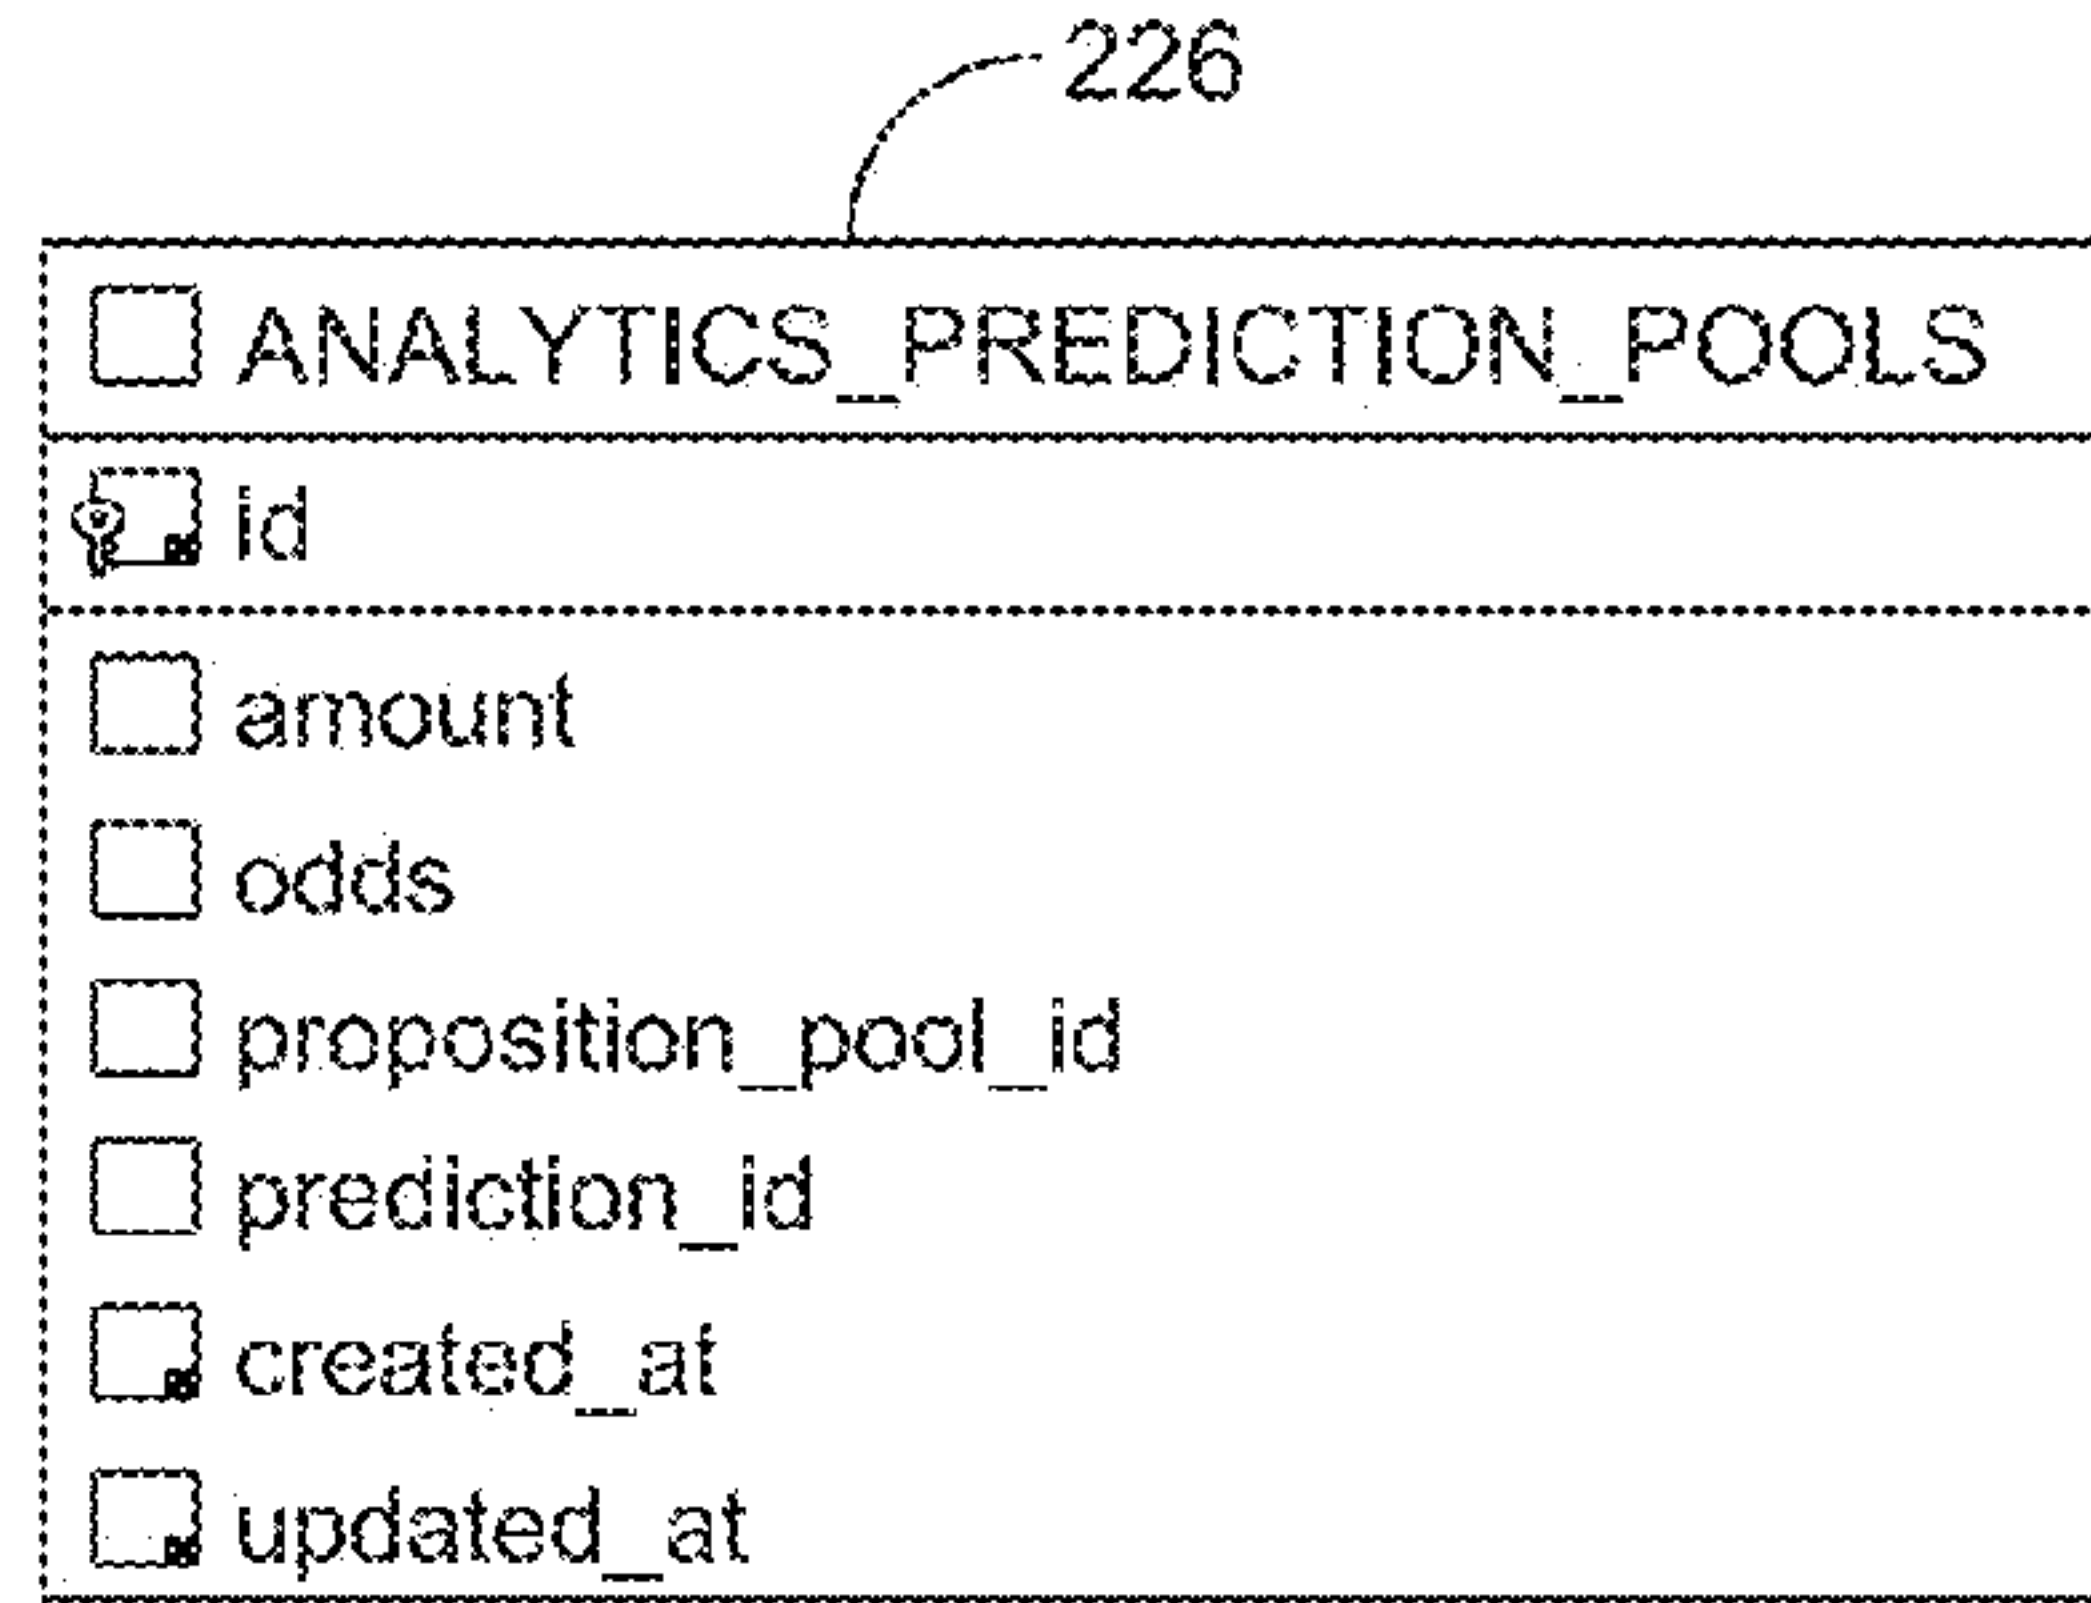 226
ANALYTICS_PREDICTION_POOLS
id
amount
odds
proposition_pool_id
prediction_id
created_at
updated_at